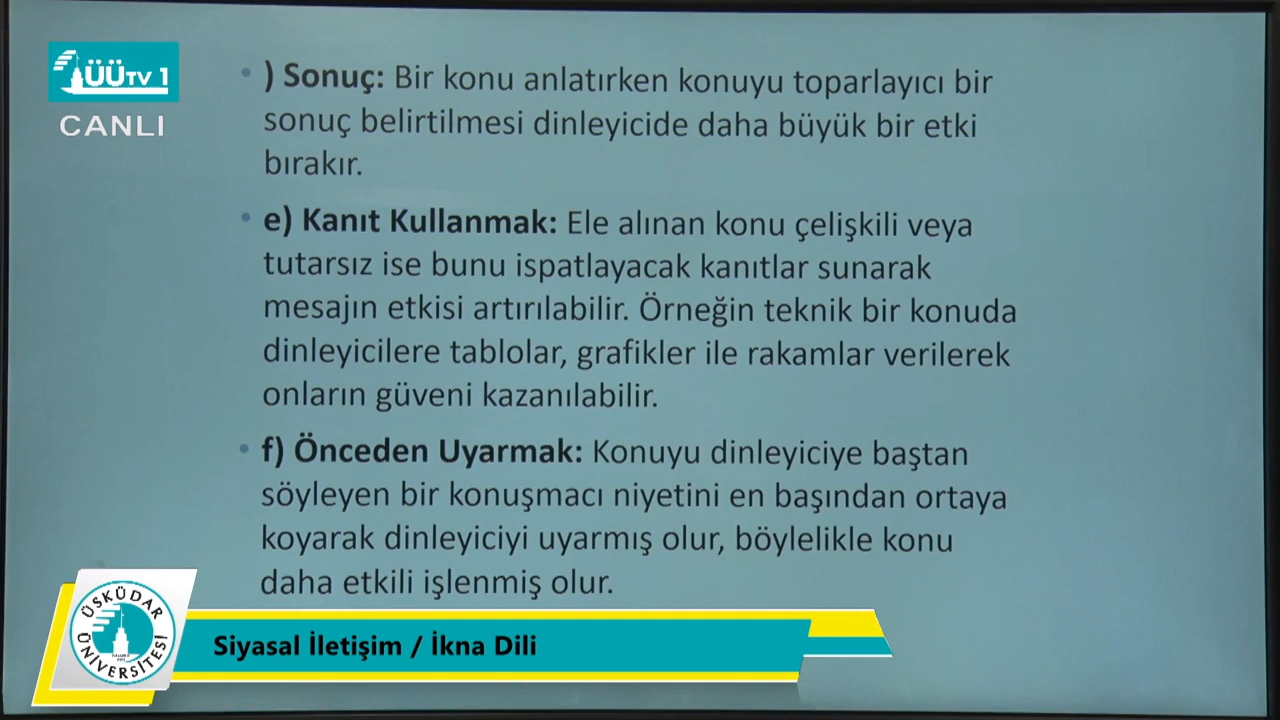 ÜÜTV 1
CANLI
• ) Sonuç: Bir konu anlatırken konuyu toparlayıcı bir
sonuç belirtilmesi dinleyicide daha büyük bir etki
bırakır.
• e) Kanıt Kullanmak: Ele alınan konu çelişkili veya
tutarsız ise bunu ispatlayacak kanıtlar sunarak
mesajın etkisi artırılabilir. Örneğin teknik bir konuda
dinleyicilere tablolar, grafikler ile rakamlar verilerek
onların güveni kazanılabilir.
• f) Önceden Uyarmak: Konuyu dinleyiciye baştan
söyleyen bir konuşmacı niyetini en başından ortaya
koyarak dinleyiciyi uyarmış olur, böylelikle konu
daha etkili işlenmiş olur.
ÜSKÜDAR
ÜNİVERSİTESİ
Siyasal İletişim / İkna Dili